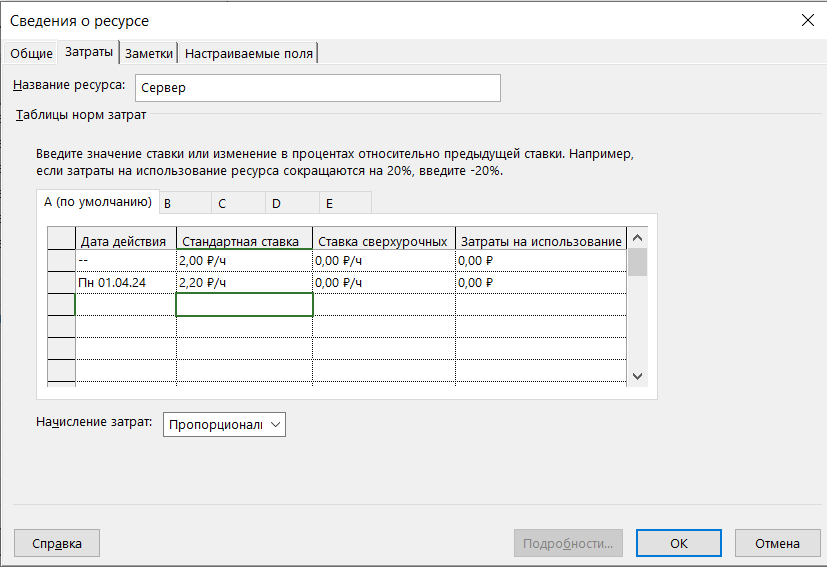 Сведения о ресурсе
Общие Затраты Заметки Настраиваемые поля
Название ресурса: Сервер
Таблицы норм затрат
Введите значение ставки или изменение в процентах относительно предыдущей ставки. Например,
если затраты на использование ресурса сокращаются на 20%, введите -20%.
А (по умолчанию) B C D E
Дата действия Стандартная ставка Ставка сверхурочных Затраты на использование
-- 2,00 ₽/ч 0,00 ₽/ч 0,00 ₽
Пн 01.04.24 2,20 ₽/ч 0,00 ₽/ч 0,00 ₽
Начисление затрат: Пропорционалы
Справка Подробности... ОК Отмена